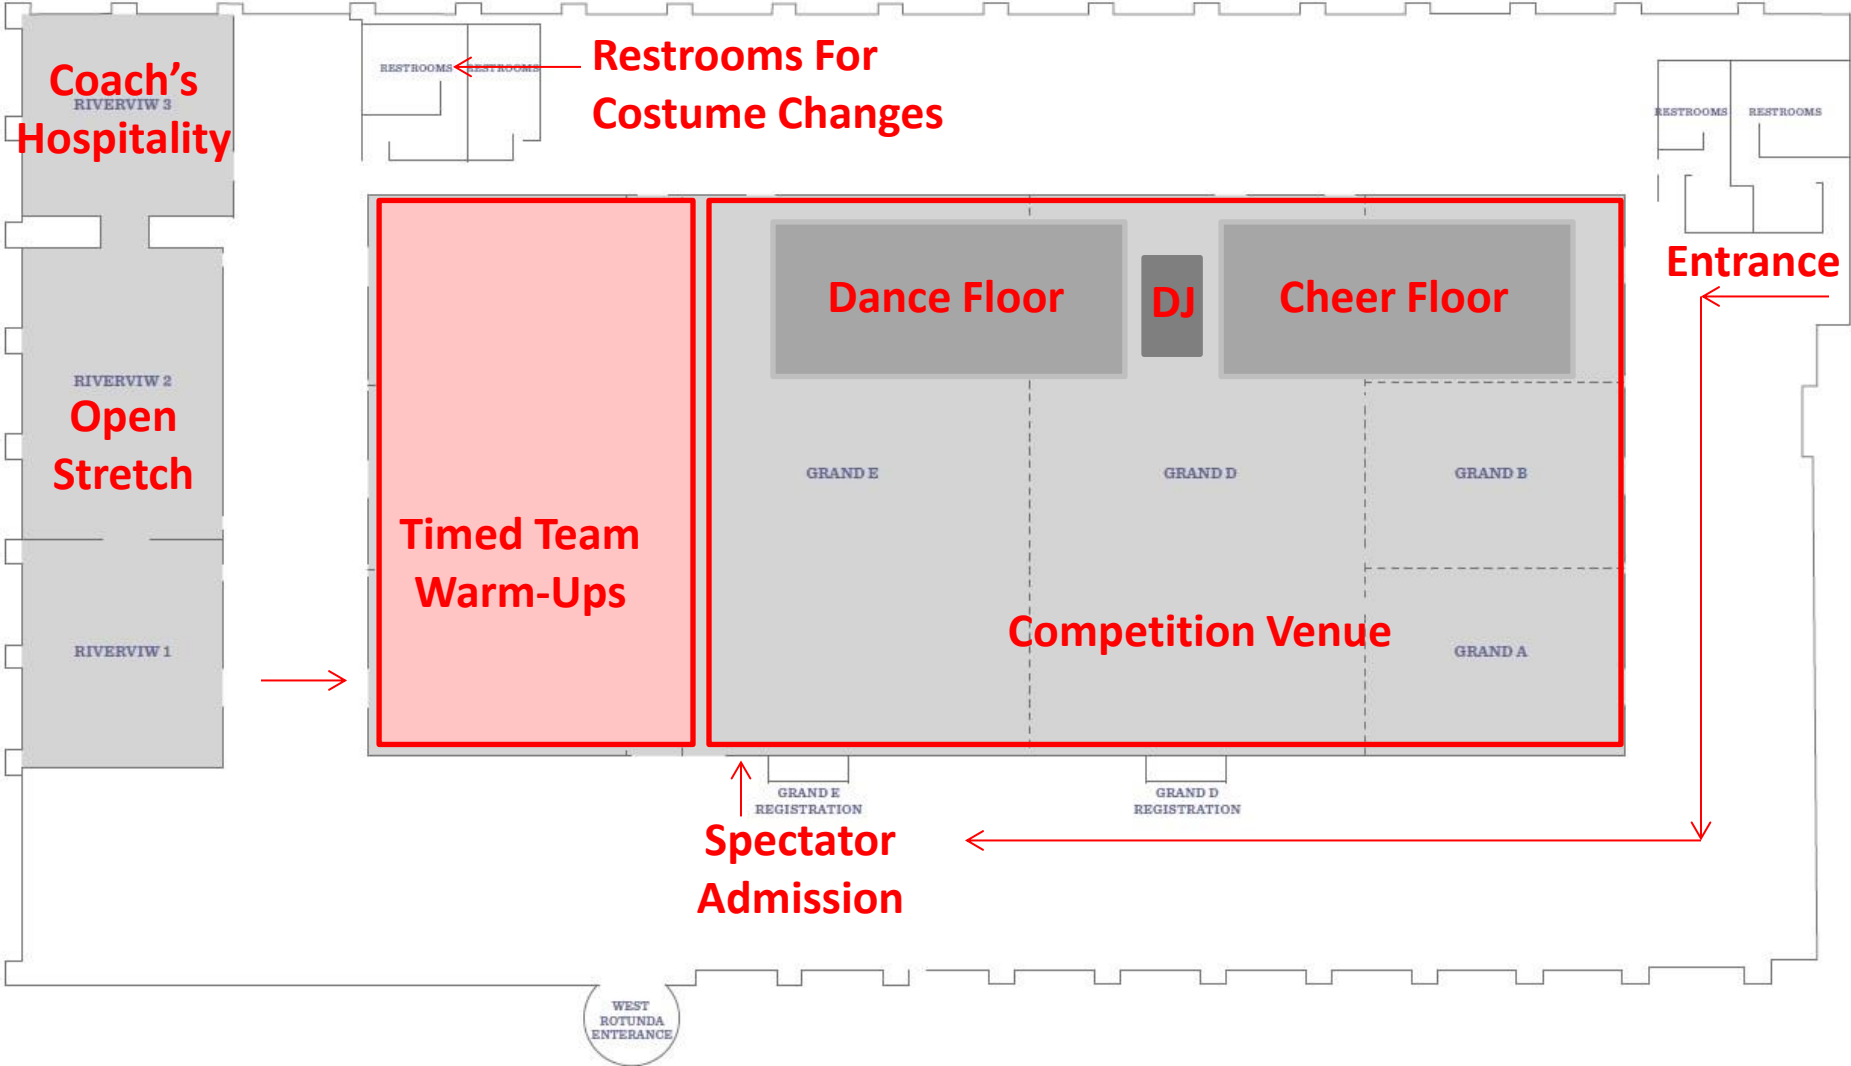 Coach's
RIVERVIW 3
Hospitality
RESTROOMS
RESTROOMS
Restrooms For
Costume Changes
RESTROOMS
RESTROOMS
Entrance
Dance Floor
DJ
Cheer Floor
RIVERVIW 2
Open
Stretch
GRAND E
GRAND D
GRAND B
Timed Team
Warm-Ups
Competition Venue
RIVERVIW 1
GRAND A
GRAND E
REGISTRATION
GRAND D
REGISTRATION
Spectator
Admission
WEST
ROTUNDA
ENTERANCE